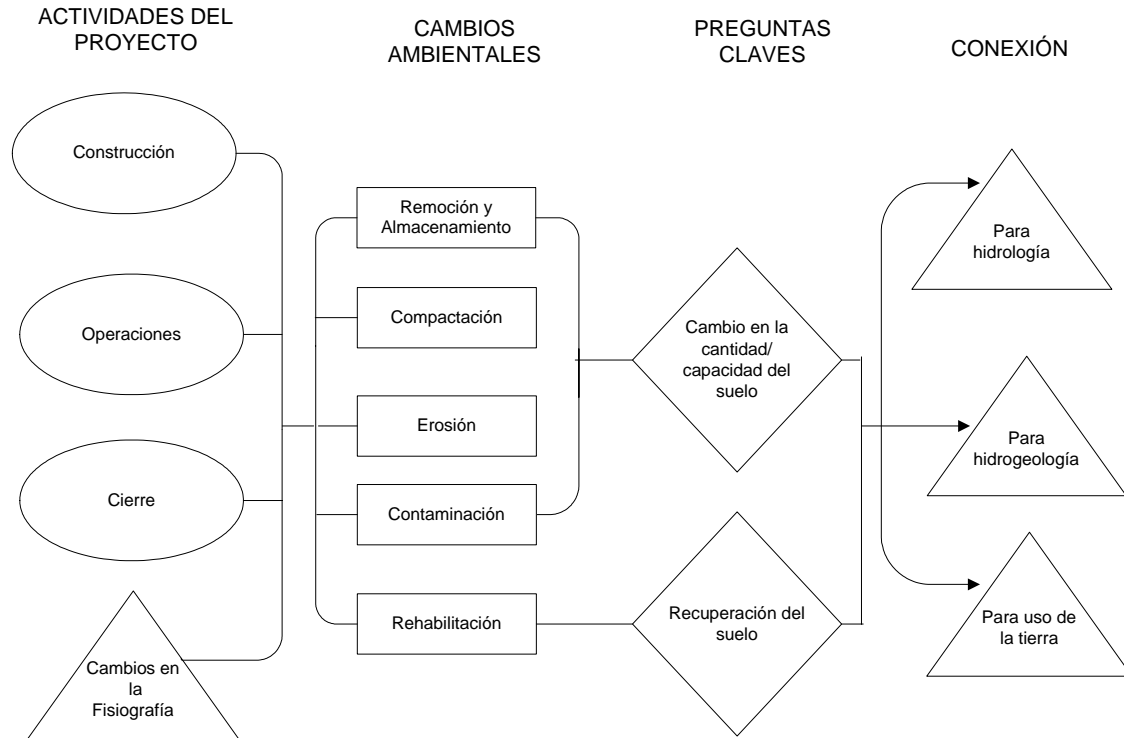 ACTIVIDADES DEL
PROYECTO
CAMBIOS
AMBIENTALES
PREGUNTAS
CLAVES
CONEXIÓN
Construcción
Operaciones
Cierre
Cambios en
la
Fisiografía
Remoción y
Almacenamiento
Compactación
Erosión
Contaminación
Rehabilitación
Cambio en la
cantidad/
capacidad del
suelo
Recuperación del
suelo
Para
hidrología
Para
hidrogeología
Para uso de
la tierra